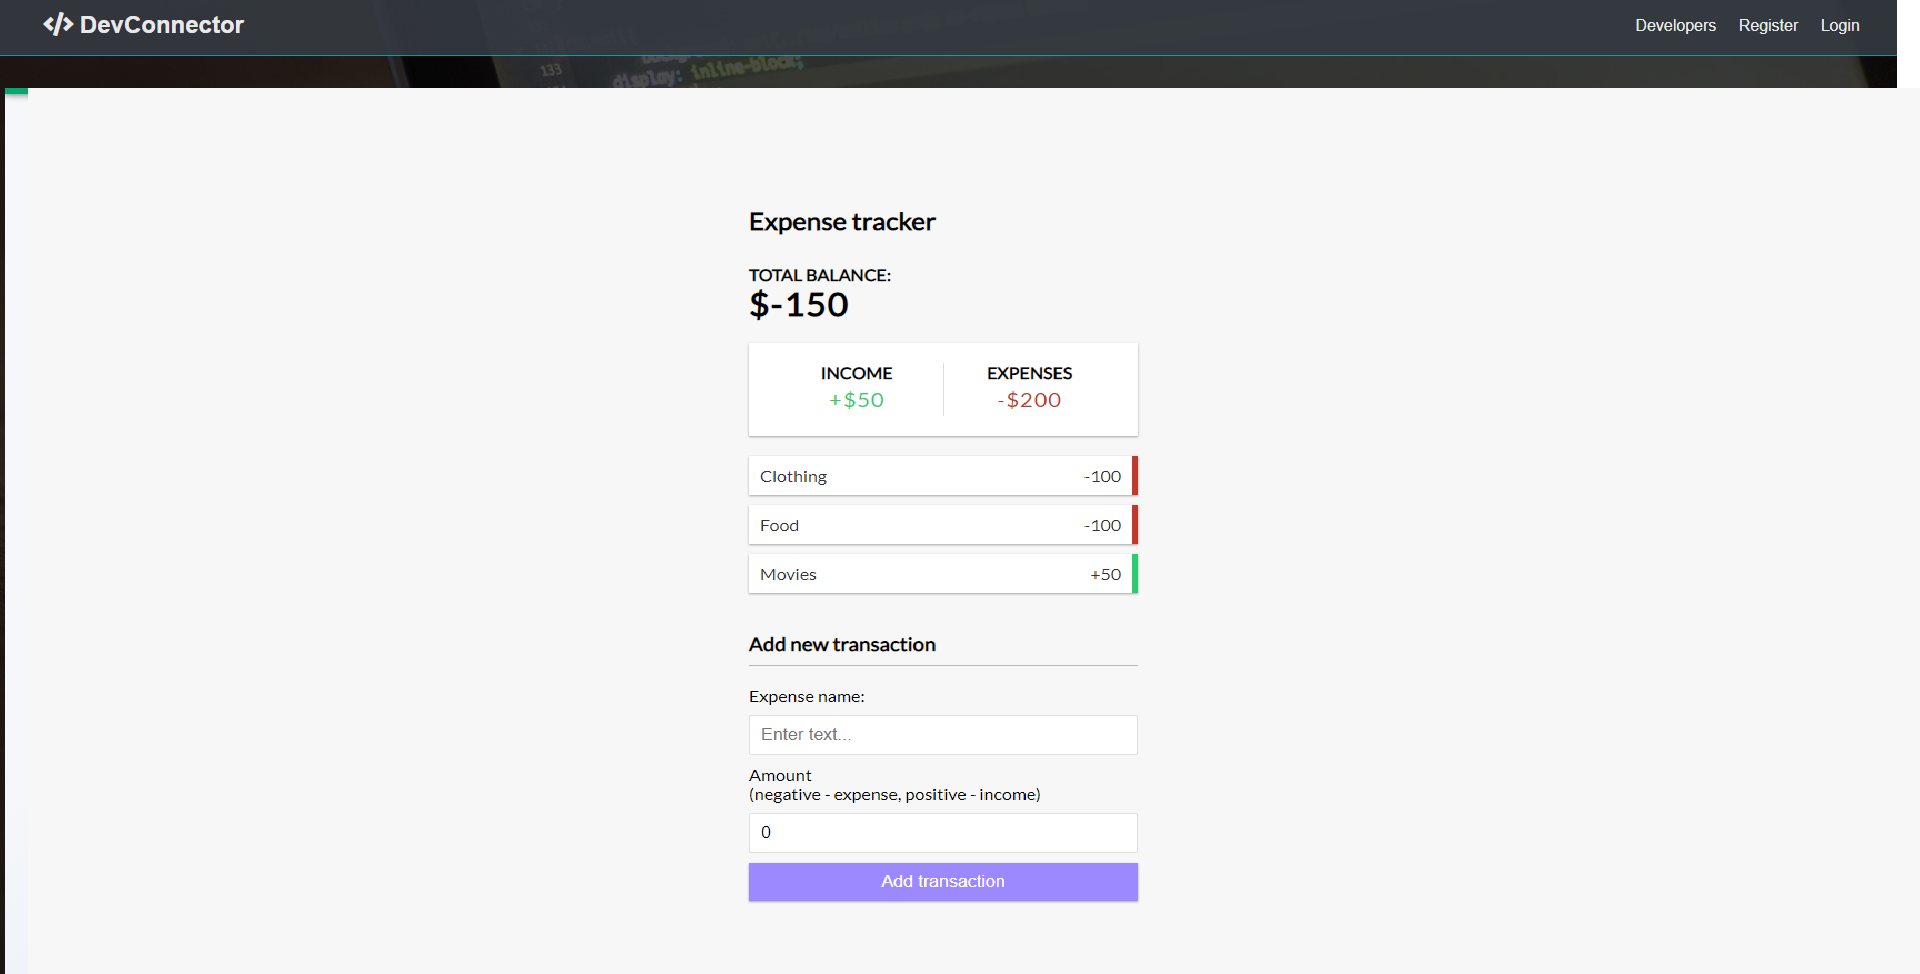 DevConnector
Developers Register Login
133
display: inline-block;
Expense tracker
TOTAL BALANCE:
$-150
INCOME EXPENSES
+$50 -$200
Clothing -100
Food -100
Movies +50
Add new transaction
Expense name:
Enter text...
Amount
(negative - expense, positive - income)
0
Add transaction